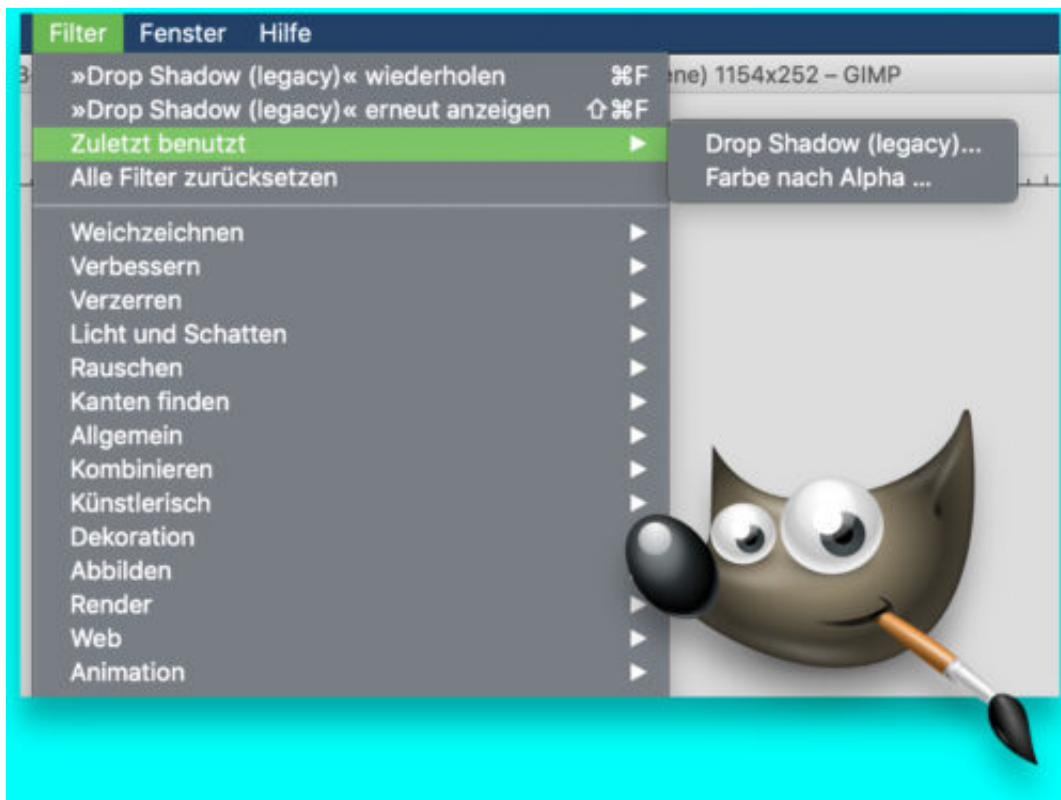 Filter Fenster Hilfe
»Drop Shadow (legacy)« wiederholen ⌘F
ene) 1154x252 – GIMP
»Drop Shadow (legacy)« erneut anzeigen ⇧⌘F
Zuletzt benutzt ▶
Drop Shadow (legacy)...
Alle Filter zurücksetzen
Farbe nach Alpha ...
Weichzeichnen ▶
Verbessern ▶
Verzerren ▶
Licht und Schatten ▶
Rauschen ▶
Kanten finden ▶
Allgemein ▶
Kombinieren ▶
Künstlerisch ▶
Dekoration
Abbilden
Render ▶
Web ▶
Animation ▶